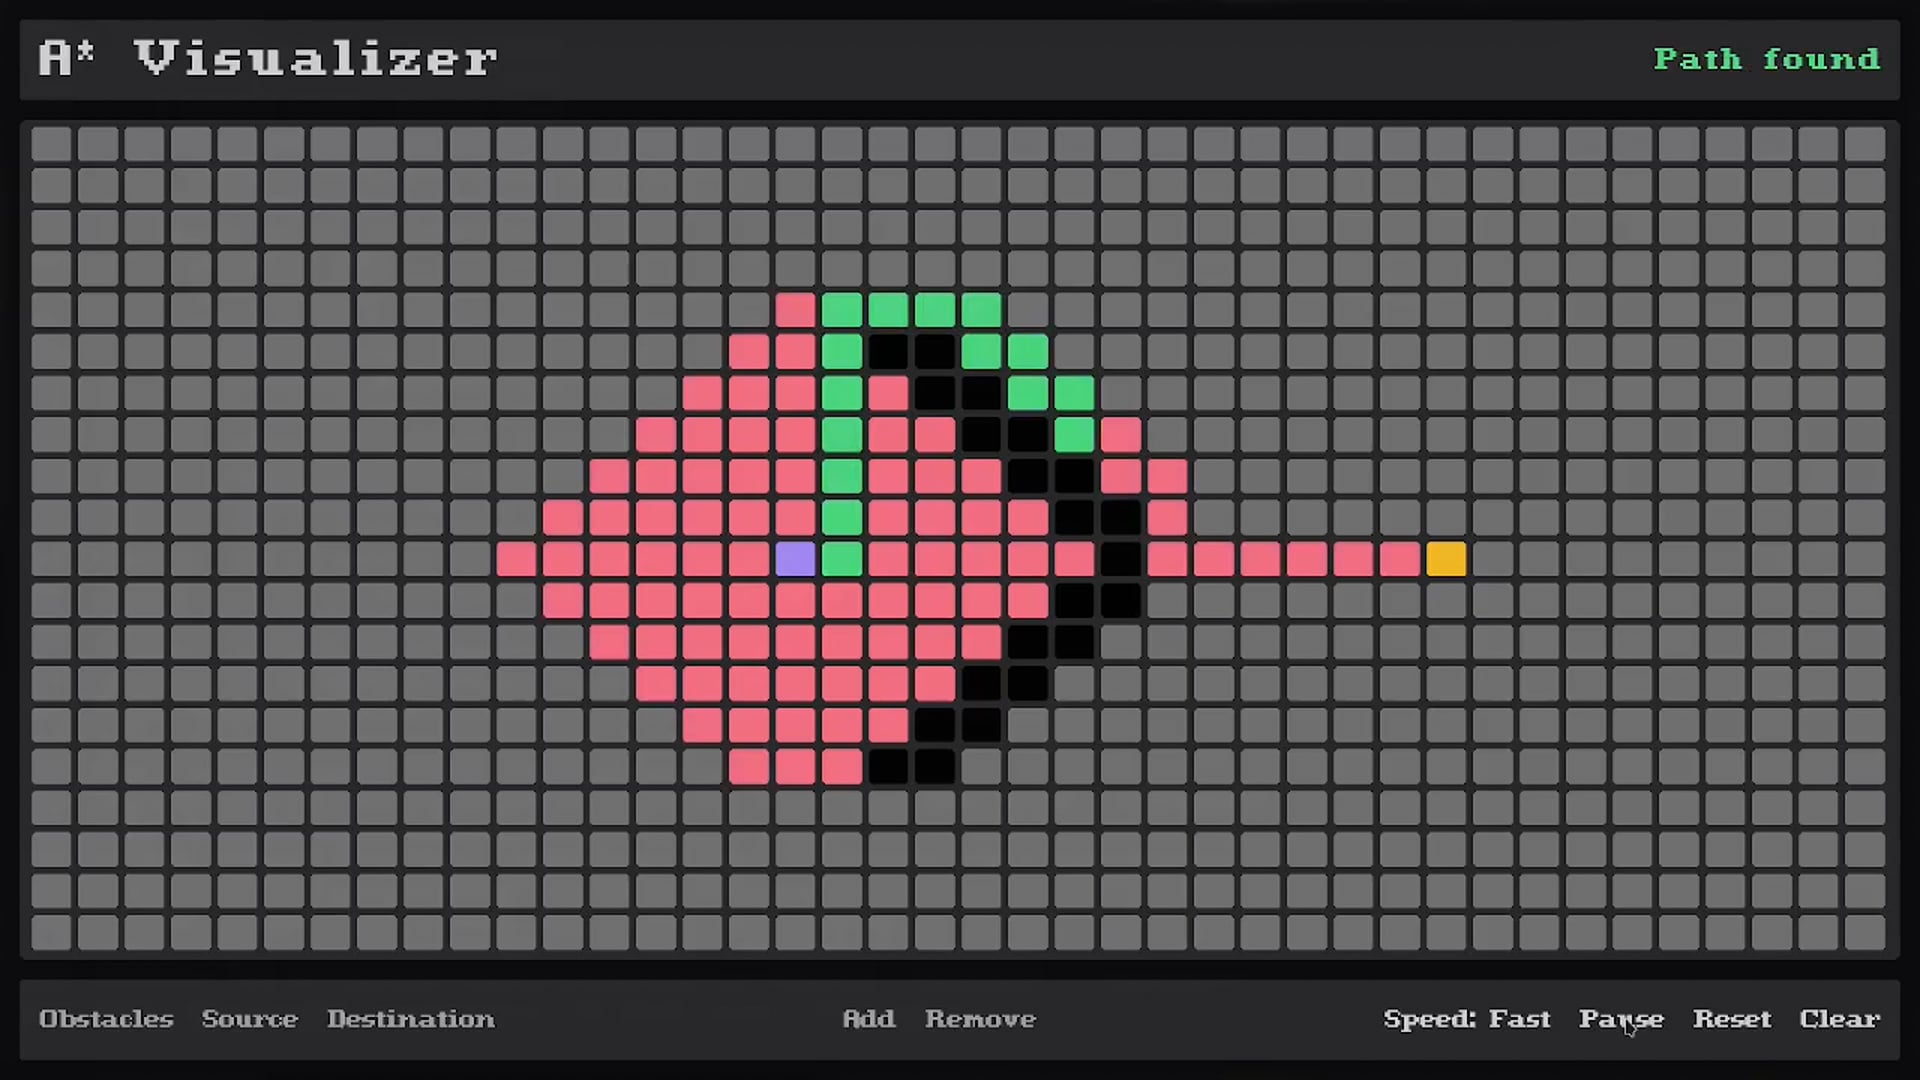 A* Visualizer
Path found
Obstacles Source Destination Add Remove Speed: Fast Pause Reset Clear